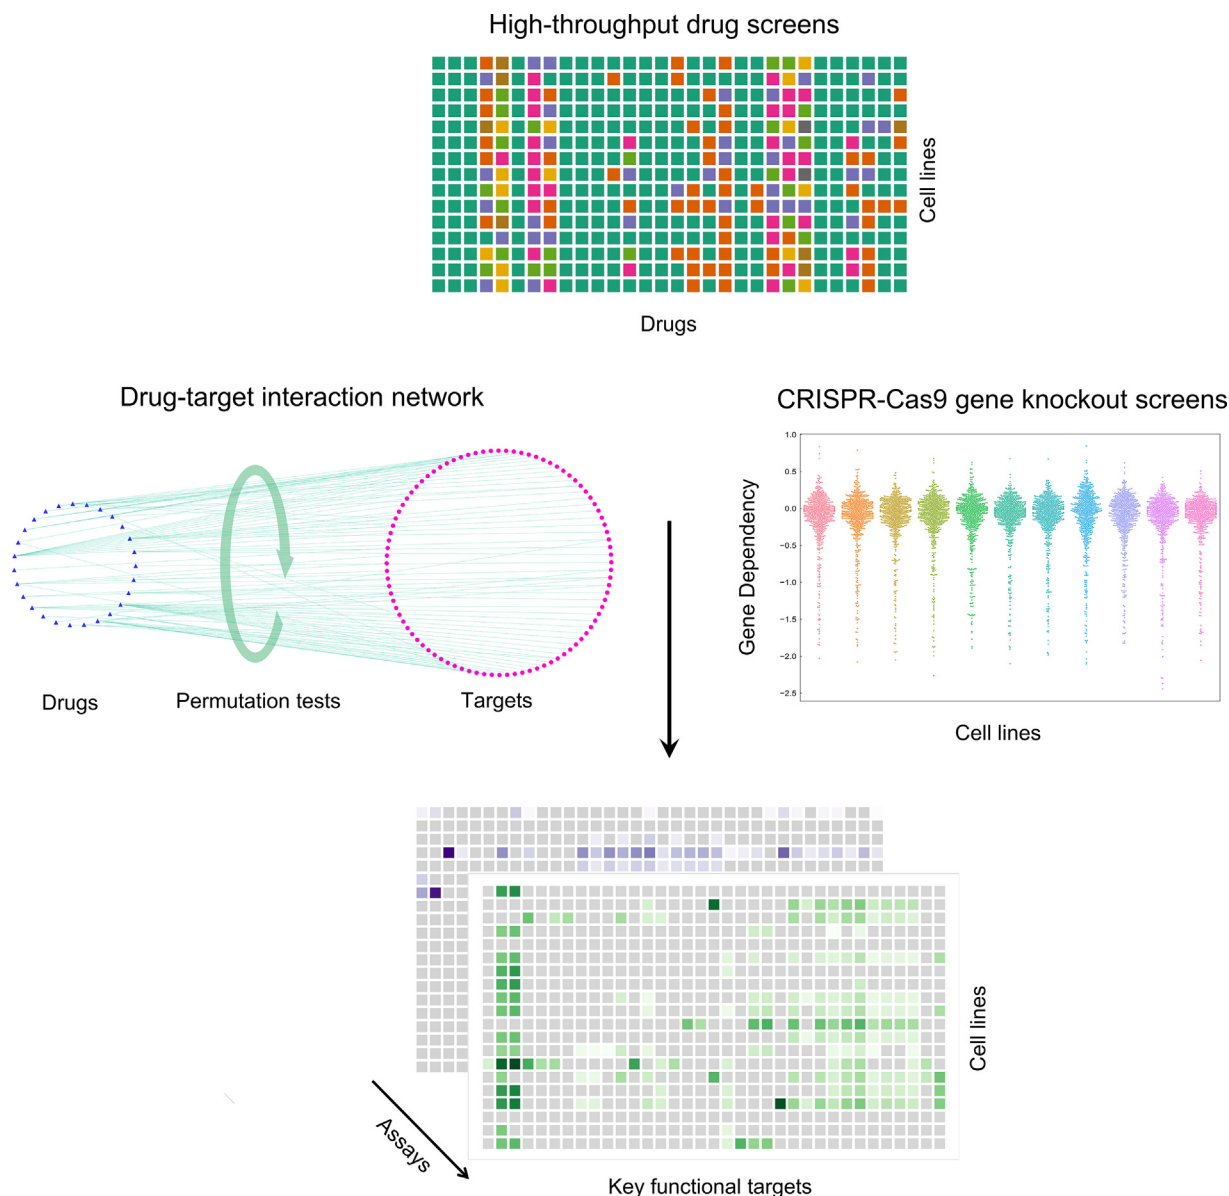 High-throughput drug screens
Cell lines
Drugs
Drug-target interaction network
CRISPR-Cas9 gene knockout screens
1.0
0.5
0.0
−0.5
−1.0
−1.5
−2.0
−2.5
Gene Dependency
Drugs
Permutation tests
Targets
Cell lines
Cell lines
Assays
Key functional targets